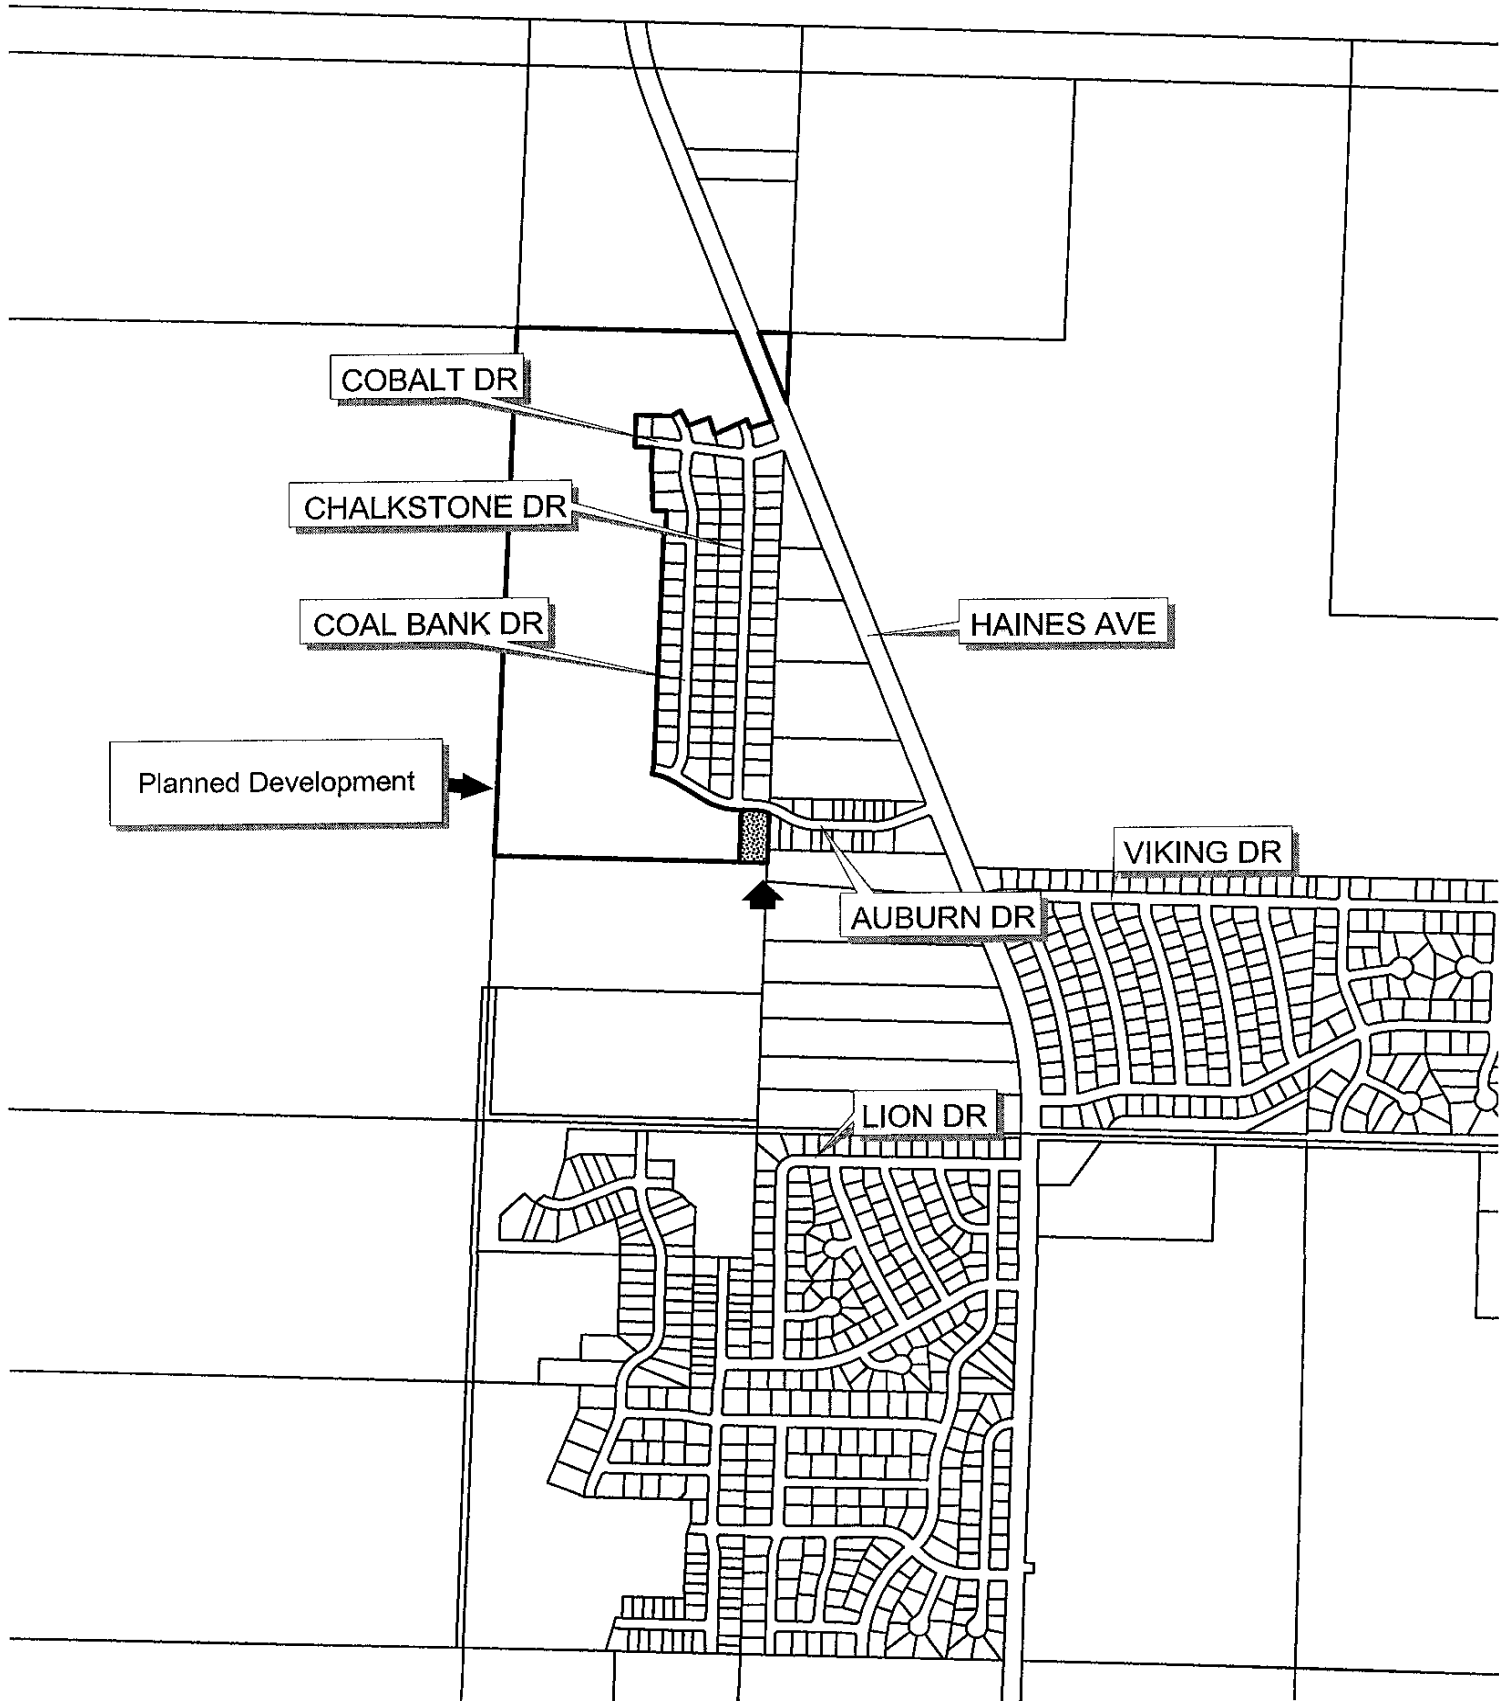 COBALT DR
CHALKSTONE DR
COAL BANK DR
HAINES AVE
Planned Development
VIKING DR
AUBURN DR
LION DR